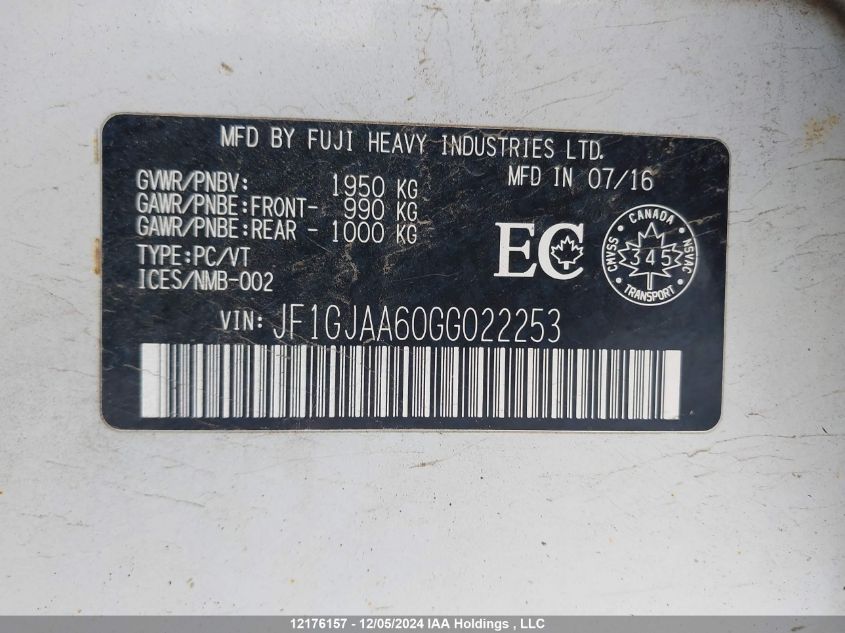 MFD BY FUJI HEAVY INDUSTRIES LTD.
GVWR/PNBV: 1950 KG MFD IN 07/16
GAWR/PNBE:FRONT- 990 KG
GAWR/PNBE:REAR - 1000 KG
TYPE:PC/VT
ICES/NMB-002
EC
CANADA
CMVSS 345 NSVAC
TRANSPORT
VIN: JF1GJAA60GG022253
12176157 - 12/05/2024 IAA Holdings , LLC